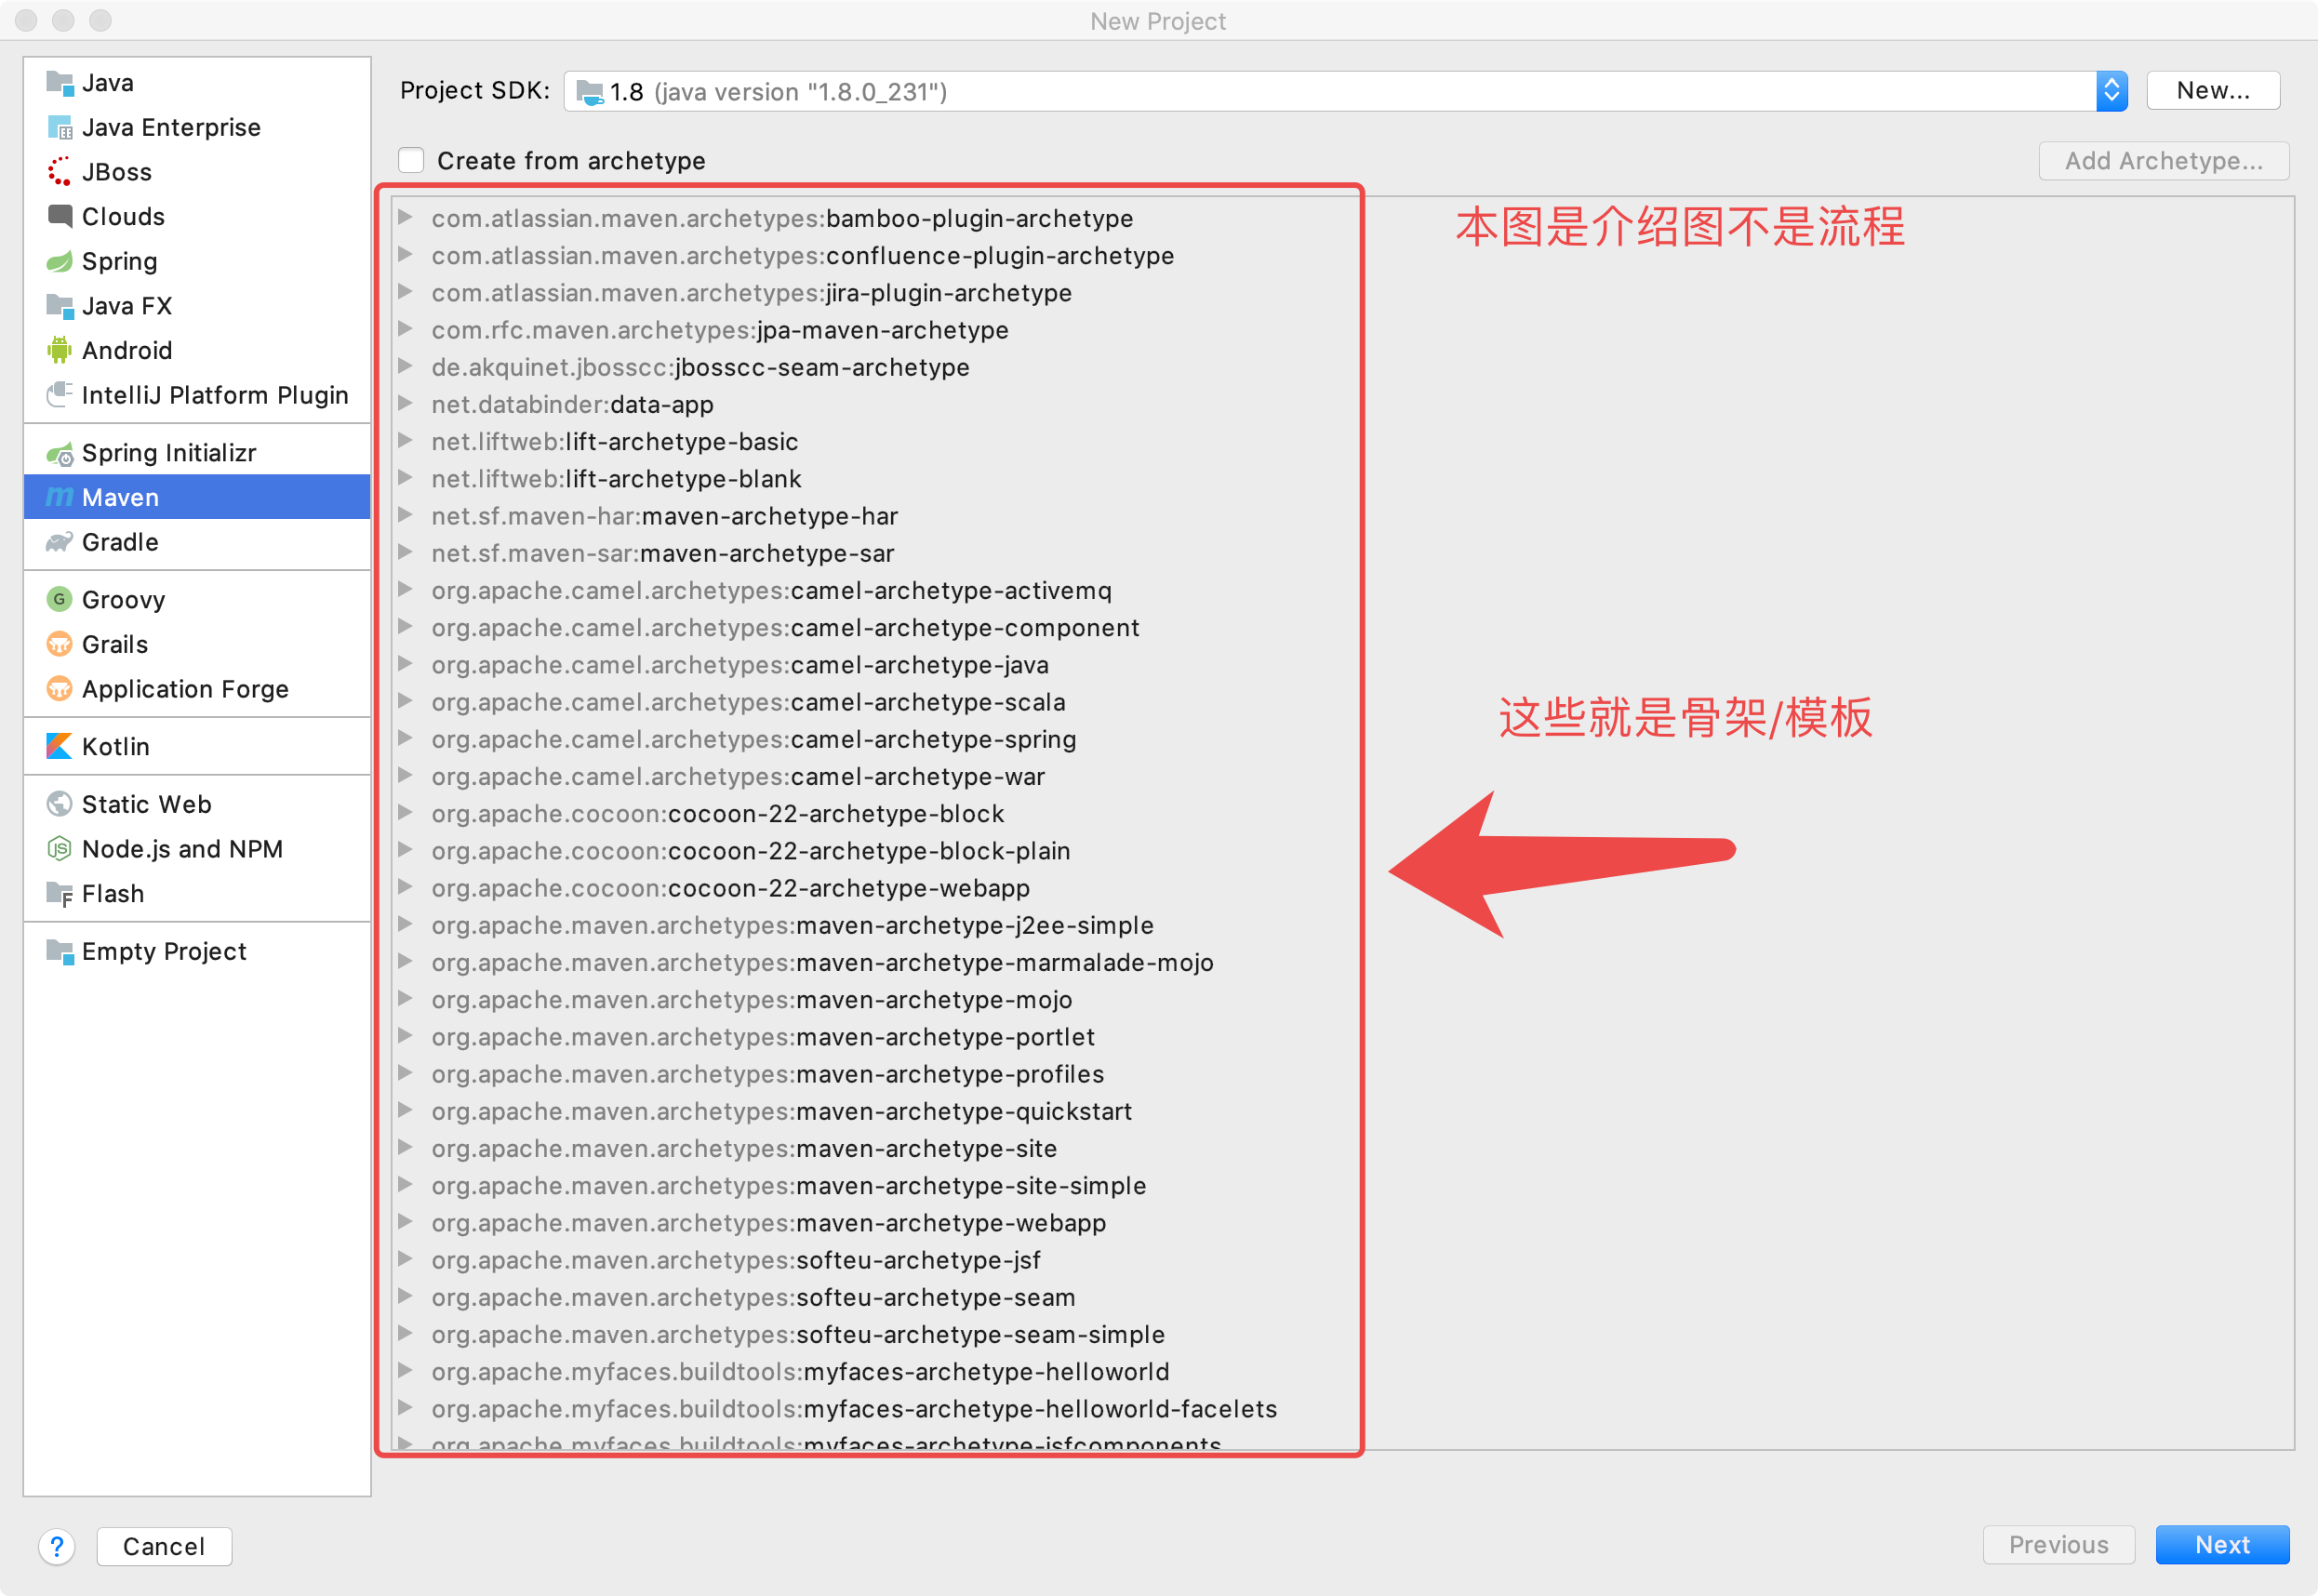 New Project
Java
Java Enterprise
JBoss
Clouds
Spring
Java FX
Android
IntelliJ Platform Plugin
Spring Initializr
Maven
Gradle
Groovy
Grails
Application Forge
Kotlin
Static Web
Node.js and NPM
Flash
Empty Project
Project SDK: 1.8 (java version "1.8.0_231") New...
Create from archetype Add Archetype...
com.atlassian.maven.archetypes:bamboo-plugin-archetype
com.atlassian.maven.archetypes:confluence-plugin-archetype
com.atlassian.maven.archetypes:jira-plugin-archetype
com.rfc.maven.archetypes:jpa-maven-archetype
de.akquinet.jbosscc:jbosscc-seam-archetype
net.databinder:data-app
net.liftweb:lift-archetype-basic
net.liftweb:lift-archetype-blank
net.sf.maven-har:maven-archetype-har
net.sf.maven-sar:maven-archetype-sar
org.apache.camel.archetypes:camel-archetype-activemq
org.apache.camel.archetypes:camel-archetype-component
org.apache.camel.archetypes:camel-archetype-java
org.apache.camel.archetypes:camel-archetype-scala
org.apache.camel.archetypes:camel-archetype-spring
org.apache.camel.archetypes:camel-archetype-war
org.apache.cocoon:cocoon-22-archetype-block
org.apache.cocoon:cocoon-22-archetype-block-plain
org.apache.cocoon:cocoon-22-archetype-webapp
org.apache.maven.archetypes:maven-archetype-j2ee-simple
org.apache.maven.archetypes:maven-archetype-marmalade-mojo
org.apache.maven.archetypes:maven-archetype-mojo
org.apache.maven.archetypes:maven-archetype-portlet
org.apache.maven.archetypes:maven-archetype-profiles
org.apache.maven.archetypes:maven-archetype-quickstart
org.apache.maven.archetypes:maven-archetype-site
org.apache.maven.archetypes:maven-archetype-site-simple
org.apache.maven.archetypes:maven-archetype-webapp
org.apache.maven.archetypes:softeu-archetype-jsf
org.apache.maven.archetypes:softeu-archetype-seam
org.apache.maven.archetypes:softeu-archetype-seam-simple
org.apache.myfaces.buildtools:myfaces-archetype-helloworld
org.apache.myfaces.buildtools:myfaces-archetype-helloworld-facelets
org.apache.myfaces.buildtools:myfaces-archetype-jsfcomponents
本图是介绍图不是流程
这些就是骨架/模板
? Cancel Previous Next